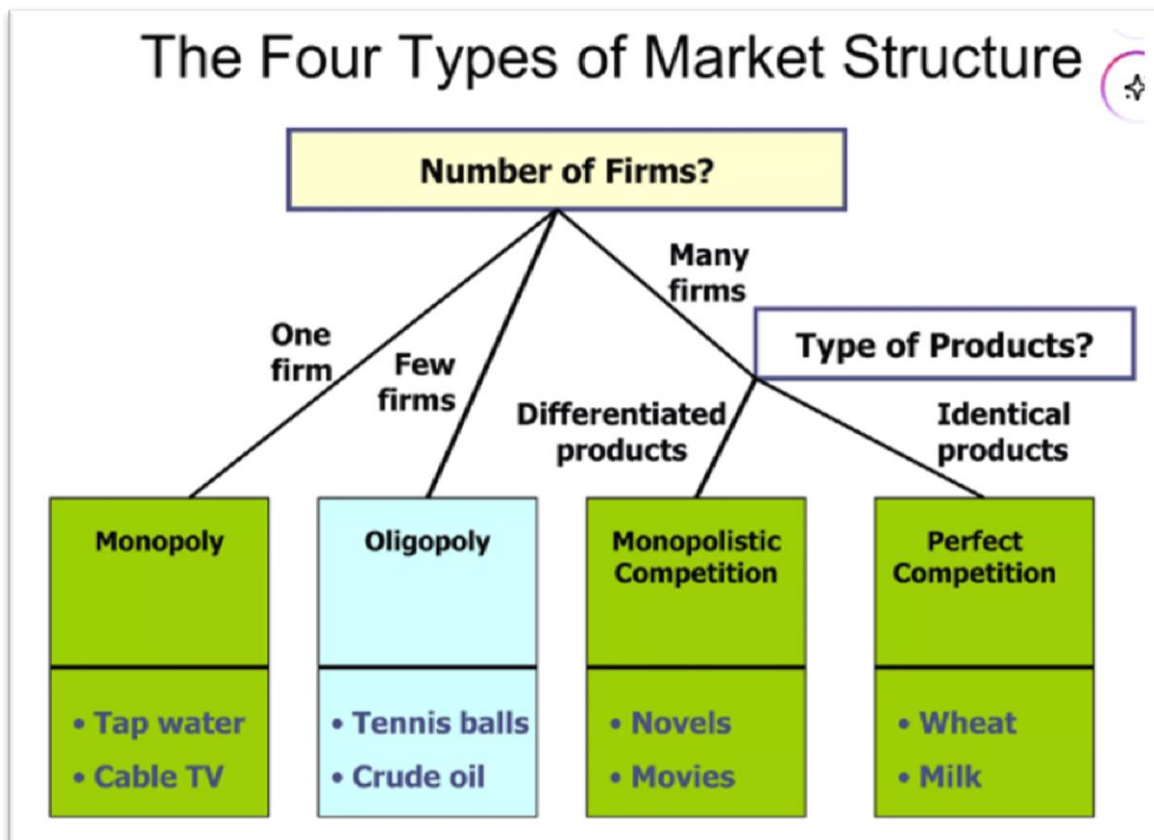 The Four Types of Market Structure
Number of Firms?
Many
firms
Type of Products?
One
firm
Few
firms
Differentiated
products
Identical
products
Monopoly
Oligopoly
Monopolistic
Competition
Perfect
Competition
• Tap water
• Cable TV
• Tennis balls
• Crude oil
• Novels
• Movies
• Wheat
• Milk